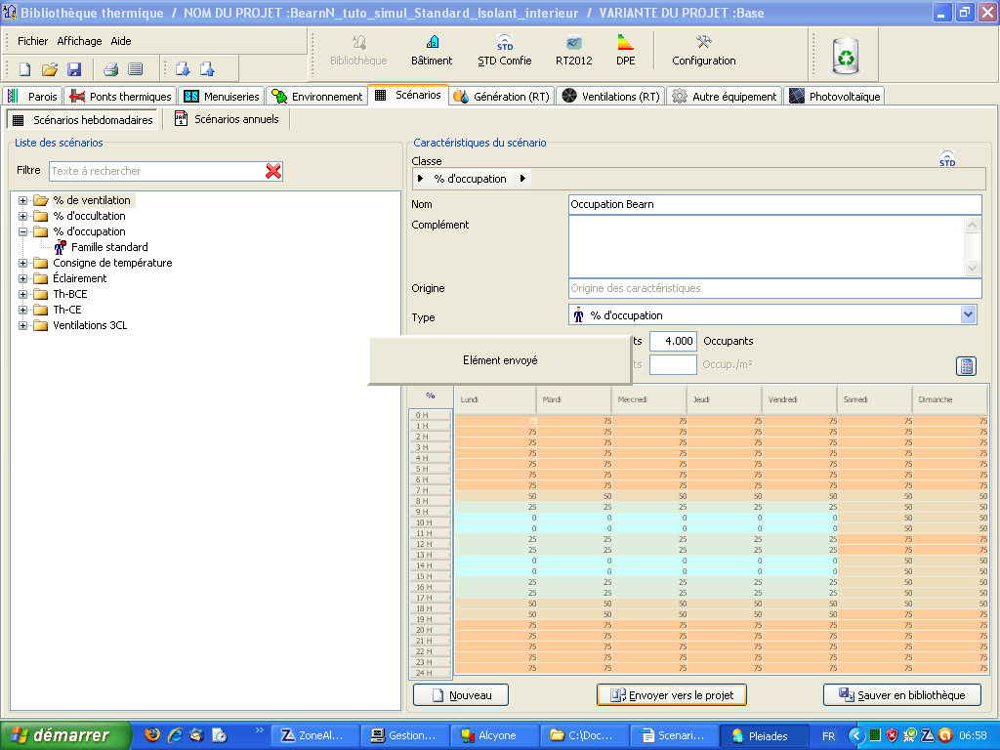 Bibliothèque thermique / NOM DU PROJET :BearnN_tuto_simul_Standard_Isolant_interieur / VARIANTE DU PROJET :Base
Fichier Affichage Aide
Bibliothèque Bâtiment STD Comfie RT2012 DPE Configuration
STD
Parois Ponts thermiques Menuiseries Environnement Scénarios Génération (RT) Ventilations (RT) Autre équipement Photovoltaïque
Scénarios hebdomadaires Scénarios annuels
Liste des scénarios
Filtre Texte à rechercher
% de ventilation
% d'occultation
% d'occupation
Famille standard
Consigne de température
Éclairement
Th-BCE
Th-CE
Ventilations 3CL
Caractéristiques du scénario
Classe
STD
% d'occupation
Nom Occupation Bearn
Complément
Origine Origine des caractéristiques
Type % d'occupation
ts 4.000 Occupants
ts Occup./m²
Elément envoyé
% Lundi Mardi Mercredi Jeudi Vendredi Samedi Dimanche
0 H 75 75 75 75 75 75 75
1 H 75 75 75 75 75 75 75
2 H 75 75 75 75 75 75 75
3 H 75 75 75 75 75 75 75
4 H 75 75 75 75 75 75 75
5 H 75 75 75 75 75 75 75
6 H 75 75 75 75 75 75 75
7 H 50 50 50 50 50 50 50
8 H 25 25 25 25 25 50 50
9 H 0 0 0 0 0 50 50
10 H 0 0 0 0 0 50 50
11 H 25 25 25 25 25 75 75
12 H 25 25 25 25 25 75 75
13 H 0 0 0 0 0 50 50
14 H 0 0 0 0 0 50 50
15 H 25 25 25 25 25 50 50
16 H 25 25 25 25 25 50 50
17 H 50 50 50 50 50 50 50
18 H 50 50 50 50 50 75 75
19 H 75 75 75 75 75 75 75
20 H 75 75 75 75 75 75 75
21 H 75 75 75 75 75 75 75
22 H 75 75 75 75 75 75 75
23 H 75 75 75 75 75 75 75
24 H
Nouveau Envoyer vers le projet Sauver en bibliothèque
démarrer ZoneAl... Gestion... Alcyone C:\Doc... Scenari... Pleiades FR 06:58